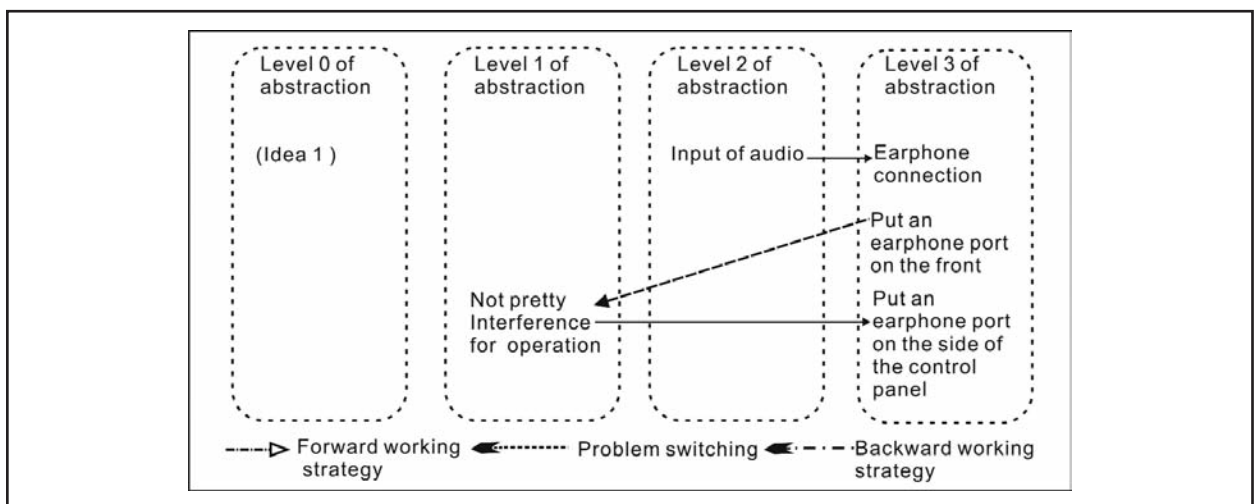 Level 0 of
abstraction
Level 1 of
abstraction
Level 2 of
abstraction
Level 3 of
abstraction
(Idea 1 )
Input of audio
Earphone
connection
Put an
earphone port
on the front
Not pretty
Interference
for operation
Put an
earphone port
on the side of
the control
panel
Forward working
strategy
Problem switching
Backward working
strategy